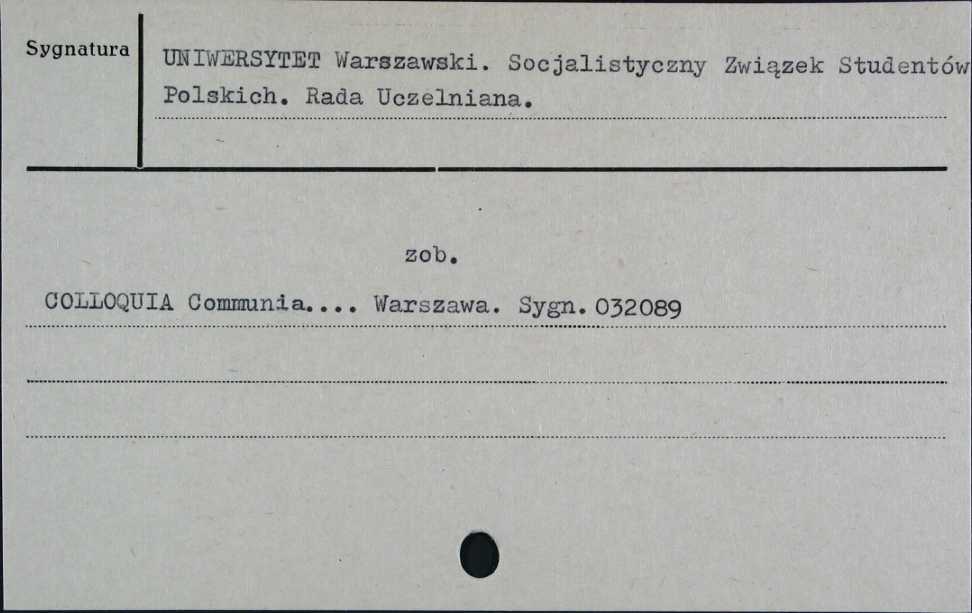 Sygnatura
UNIWERSYTET Warszawski. Socjalistyczny Związek Studentów
Polskich. Rada Uczelniana.
zob.
COLLOQUIA Communia.... Warszawa. Sygn. 032089